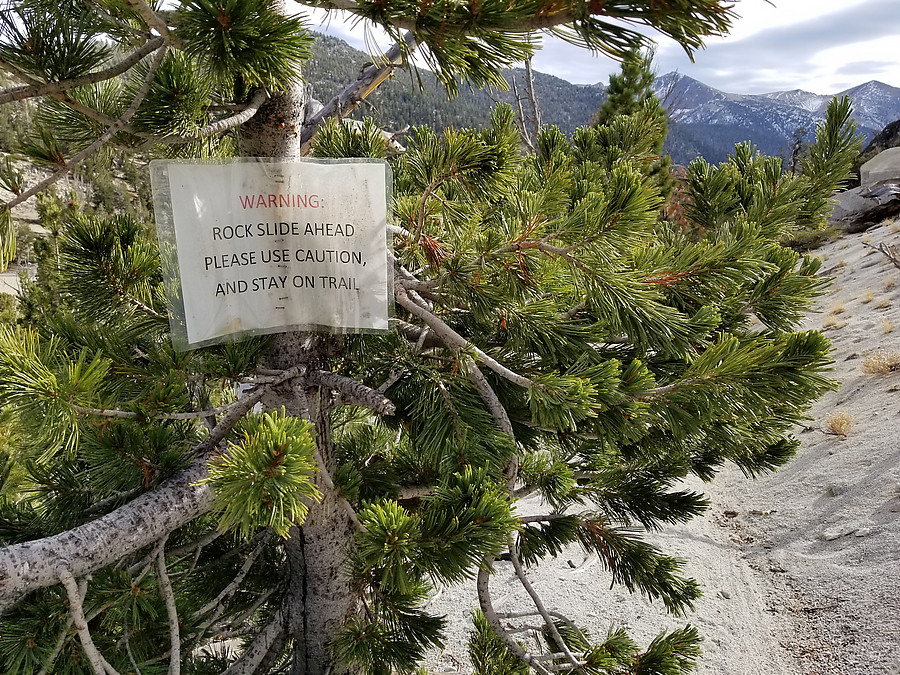 WARNING:
ROCK SLIDE AHEAD
PLEASE USE CAUTION,
AND STAY ON TRAIL